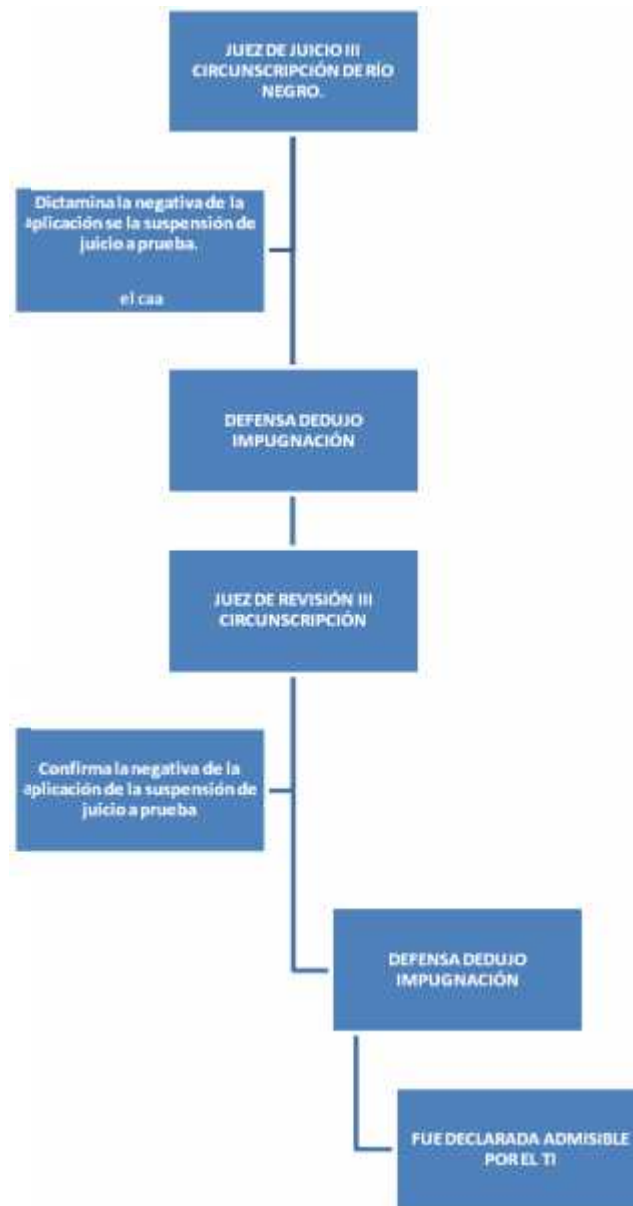 JUEZ DE JUICIO III
CIRCUNSCRIPCIÓN DE RÍO
NEGRO.
Dictamina la negativa de la
aplicación se la suspensión de
juicio a prueba.
el caa
DEFENSA DEDUJO
IMPUGNACIÓN
JUEZ DE REVISIÓN III
CIRCUNSCRIPCIÓN
Confirma la negativa de la
aplicación de la suspensión de
juicio a prueba
DEFENSA DEDUJO
IMPUGNACIÓN
FUE DECLARADA ADMISIBLE
POR EL TI